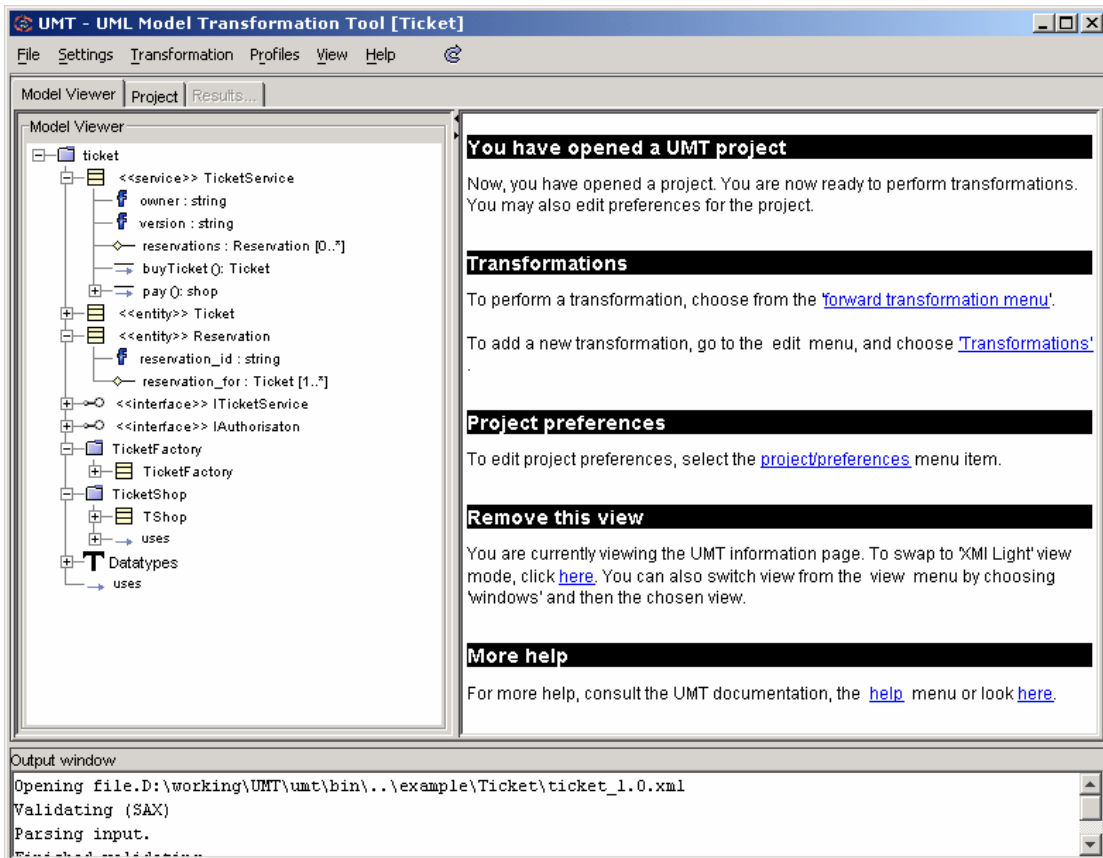 UMT - UML Model Transformation Tool [Ticket]
File Settings Transformation Profiles View Help
Model Viewer Project Results...
Model Viewer
ticket
<<service>> TicketService
owner : string
version : string
reservations : Reservation [0..*]
buyTicket (): Ticket
pay (): shop
<<entity>> Ticket
<<entity>> Reservation
reservation_id : string
reservation_for : Ticket [1..*]
<<interface>> ITicketService
<<interface>> IAuthorisaton
TicketFactory
TicketFactory
TicketShop
TShop
uses
T Datatypes
uses
You have opened a UMT project
Now, you have opened a project. You are now ready to perform transformations.
You may also edit preferences for the project.
Transformations
To perform a transformation, choose from the 'forward transformation menu'.
To add a new transformation, go to the edit menu, and choose 'Transformations'
.
Project preferences
To edit project preferences, select the project/preferences menu item.
Remove this view
You are currently viewing the UMT information page. To swap to 'XMI Light' view
mode, click here. You can also switch view from the view menu by choosing
'windows' and then the chosen view.
More help
For more help, consult the UMT documentation, the help menu or look here.
Output window
Opening file.D:\working\UMT\umt\bin\..\example\Ticket\ticket_1.0.xml
Validating (SAX)
Parsing input.
Finished validating